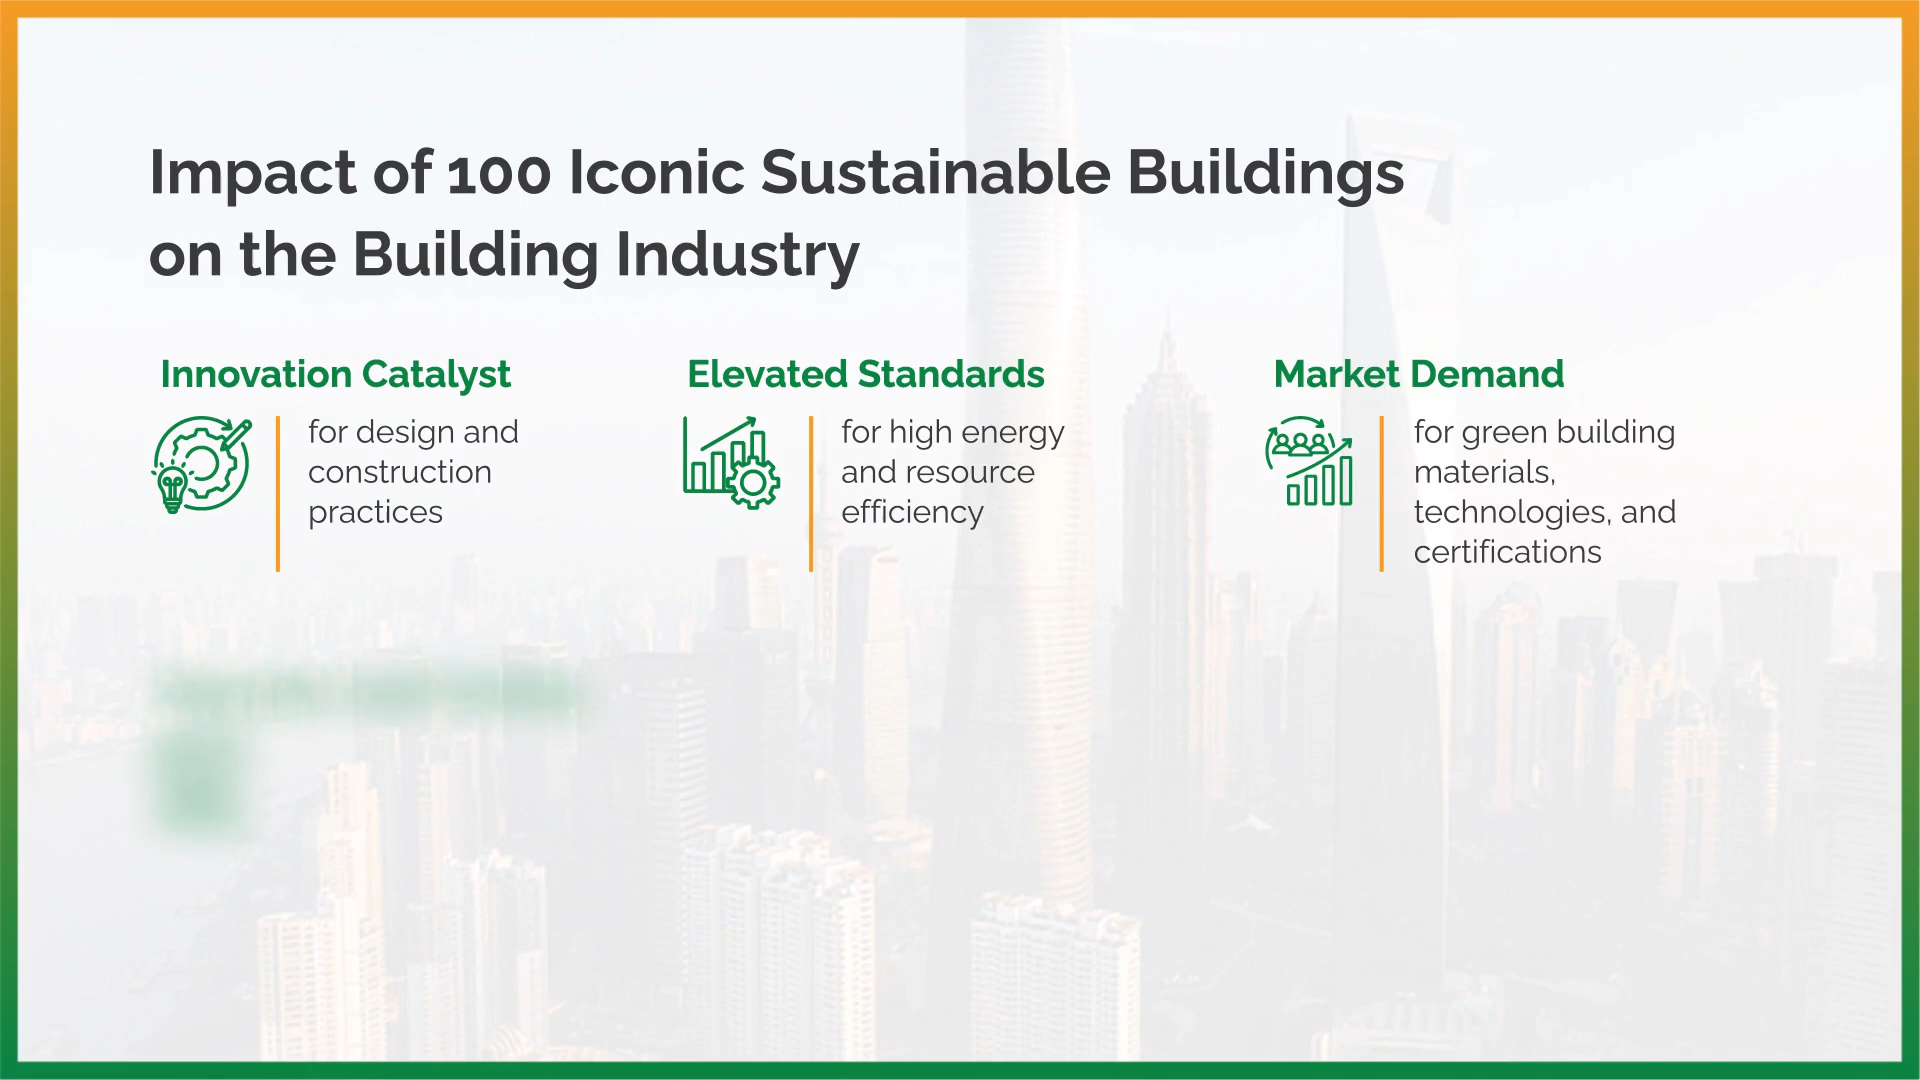 Impact of 100 Iconic Sustainable Buildings
on the Building Industry
Innovation Catalyst
for design and
construction
practices
Elevated Standards
for high energy
and resource
efficiency
Market Demand
for green building
materials,
technologies, and
certifications